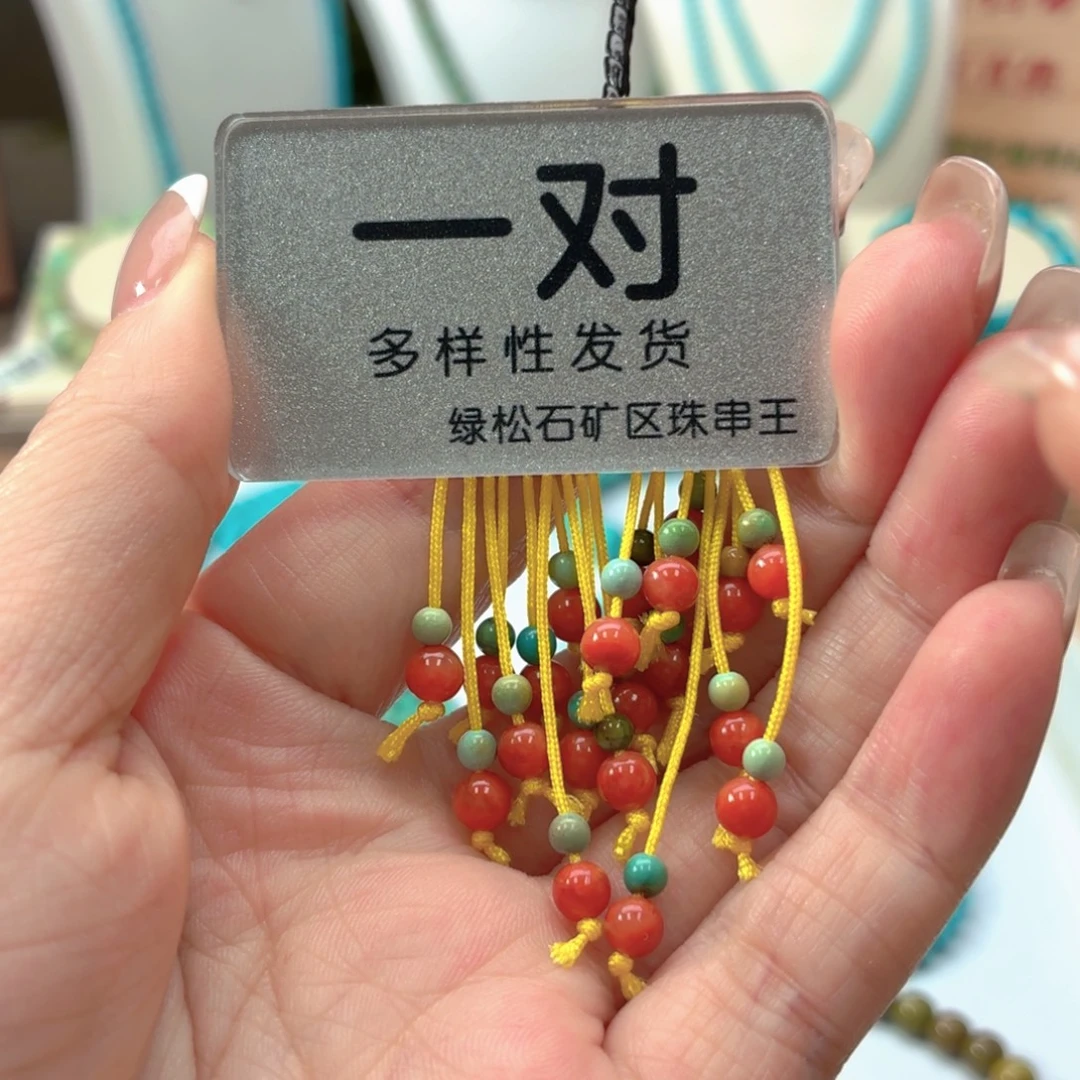 一对
多样性发货
绿松石矿区珠串王